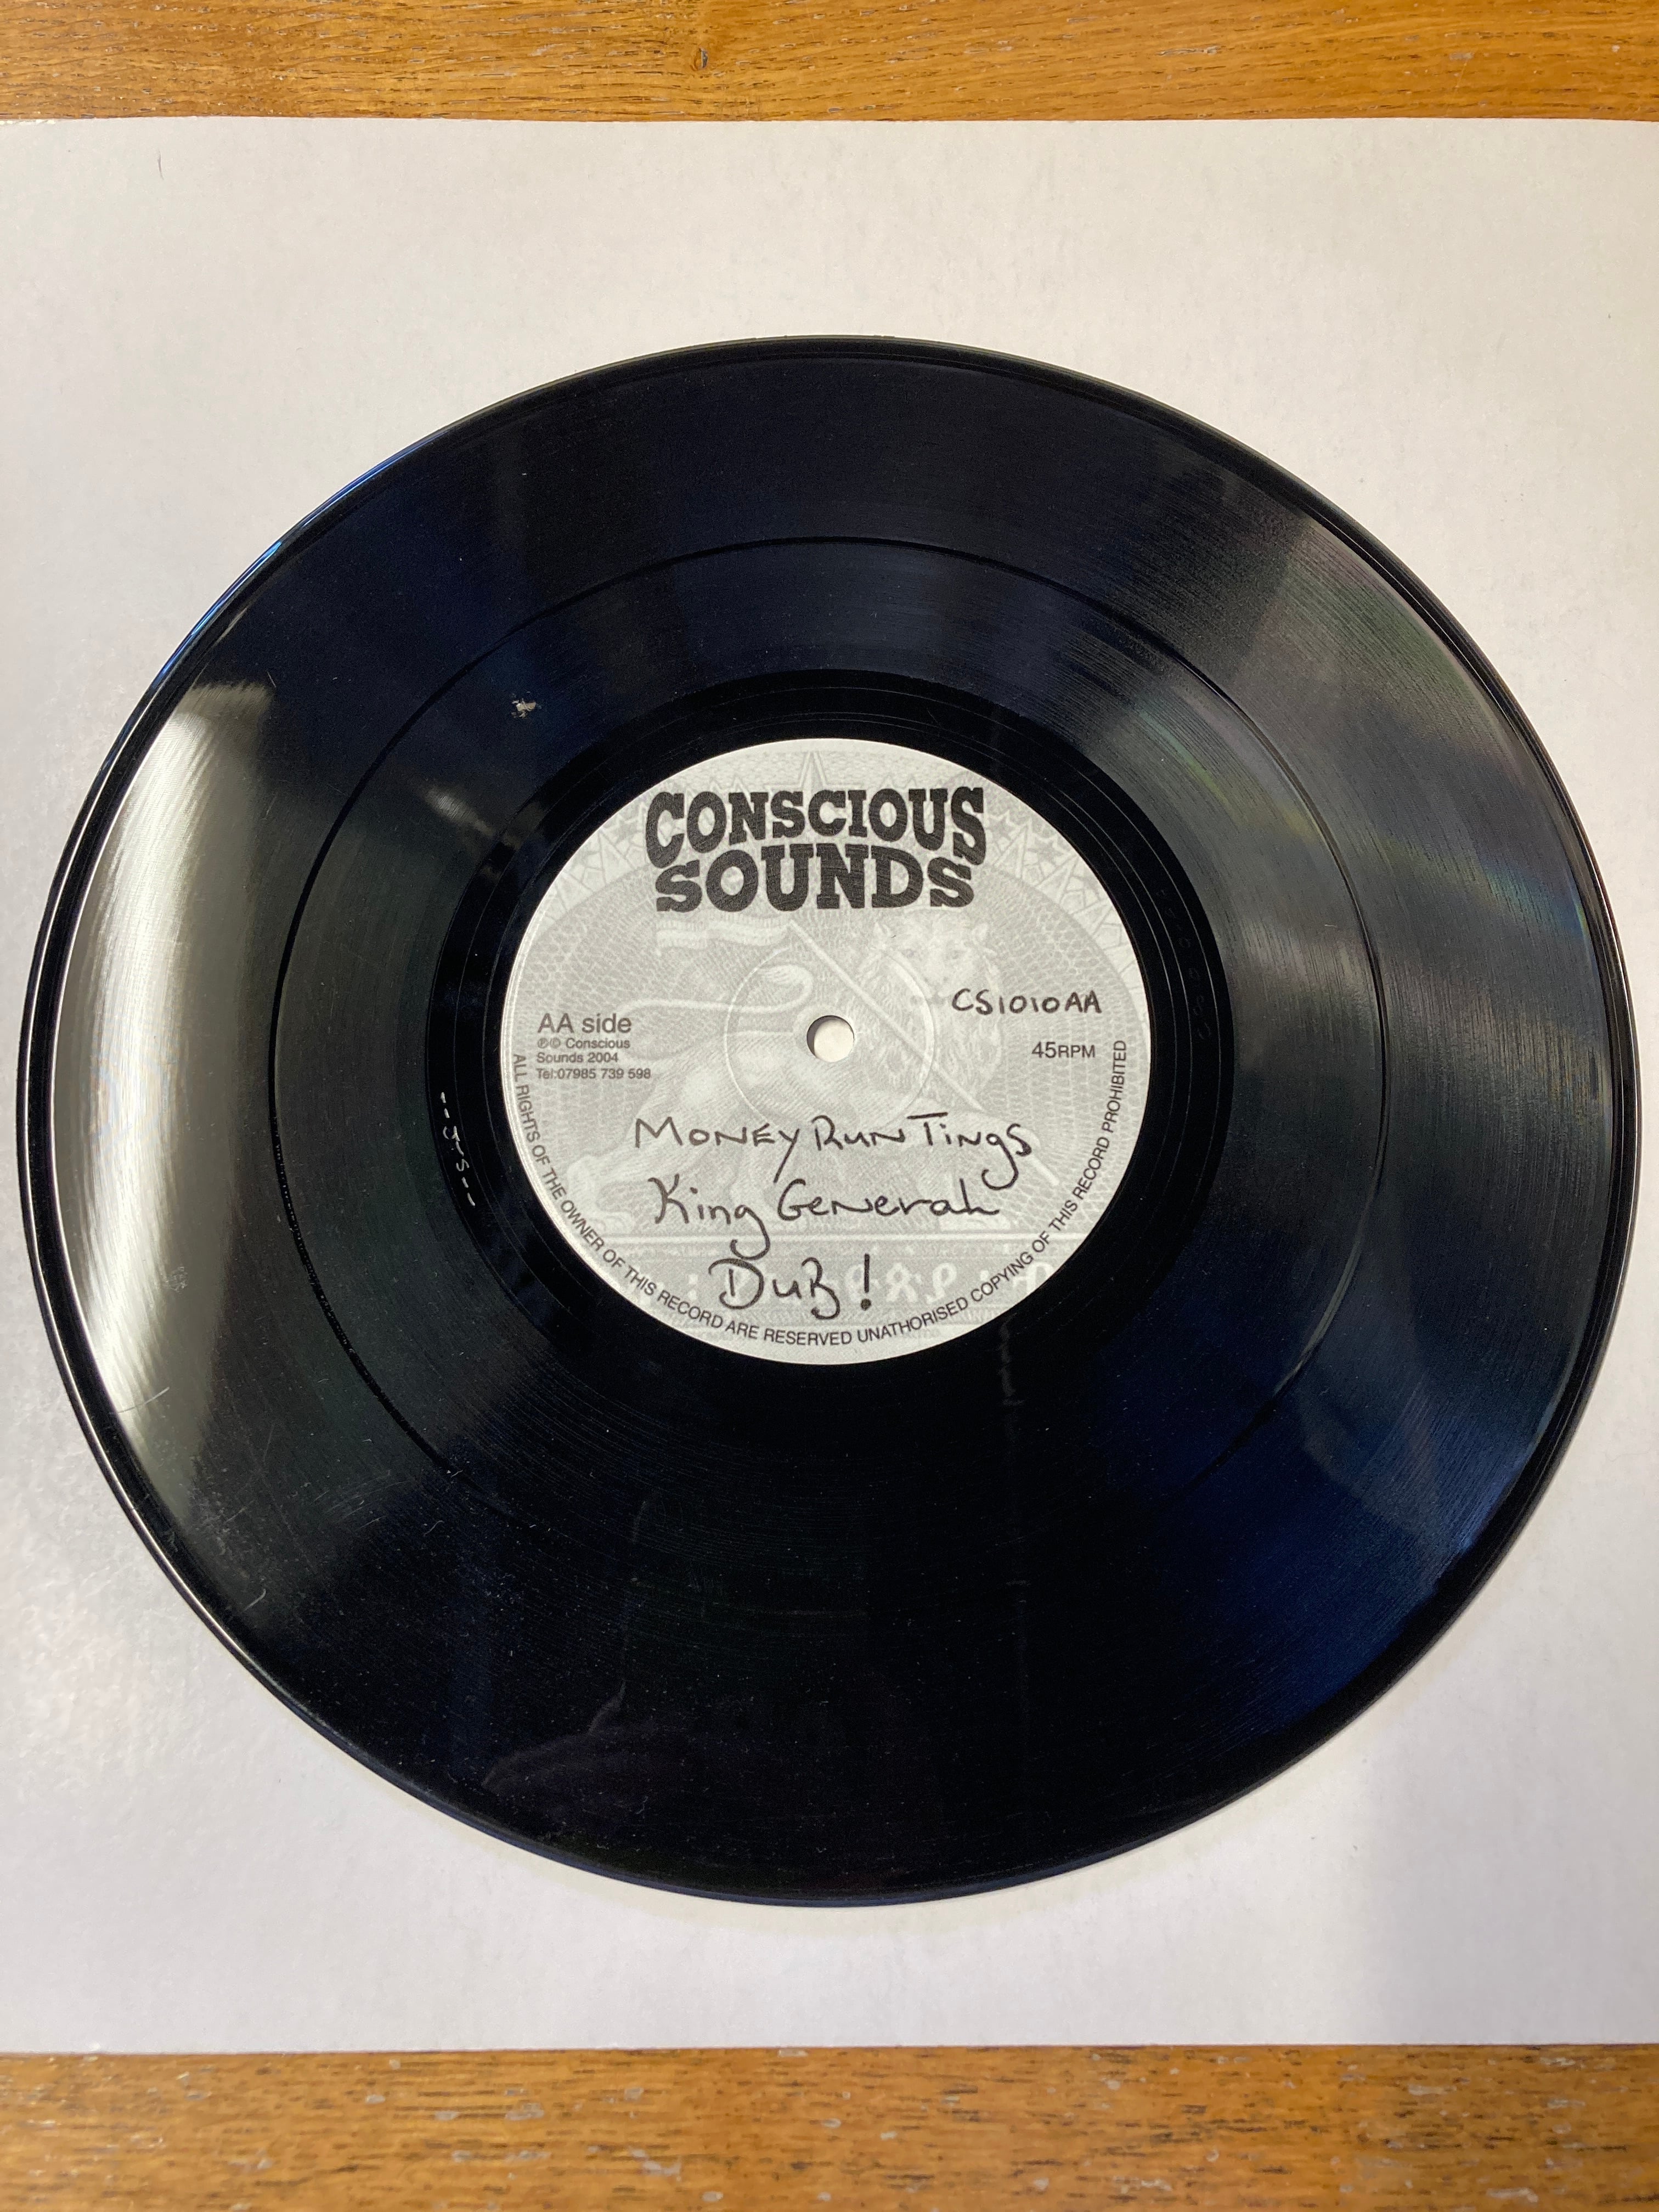 CONSCIOUS
SOUNDS
CS1010AA
AA side
℗© Conscious
Sounds 2004
Tel:07985 739 598
45RPM
Money Run Tings
King General
Dub!
ALL RIGHTS OF THE OWNER OF THIS RECORD ARE RESERVED UNATHORISED COPYING OF THIS RECORD PROHIBITED